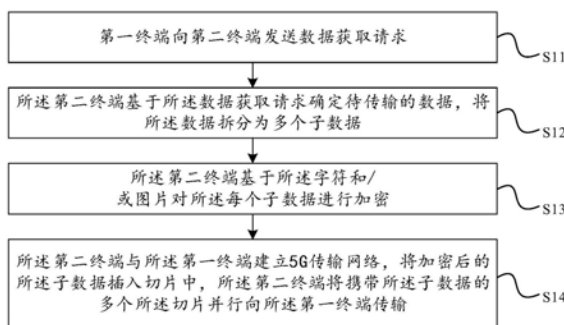 第一终端向第二终端发送数据获取请求
S11
所述第二终端基于所述数据获取请求确定待传输的数据，将
所述数据拆分为多个子数据
S12
所述第二终端基于所述字符和/
或图片对所述每个子数据进行加密
S13
所述第二终端与所述第一终端建立5G传输网络，将加密后的
所述子数据插入切片中，所述第二终端将携带所述子数据的
多个所述切片并行向所述第一终端传输
S14